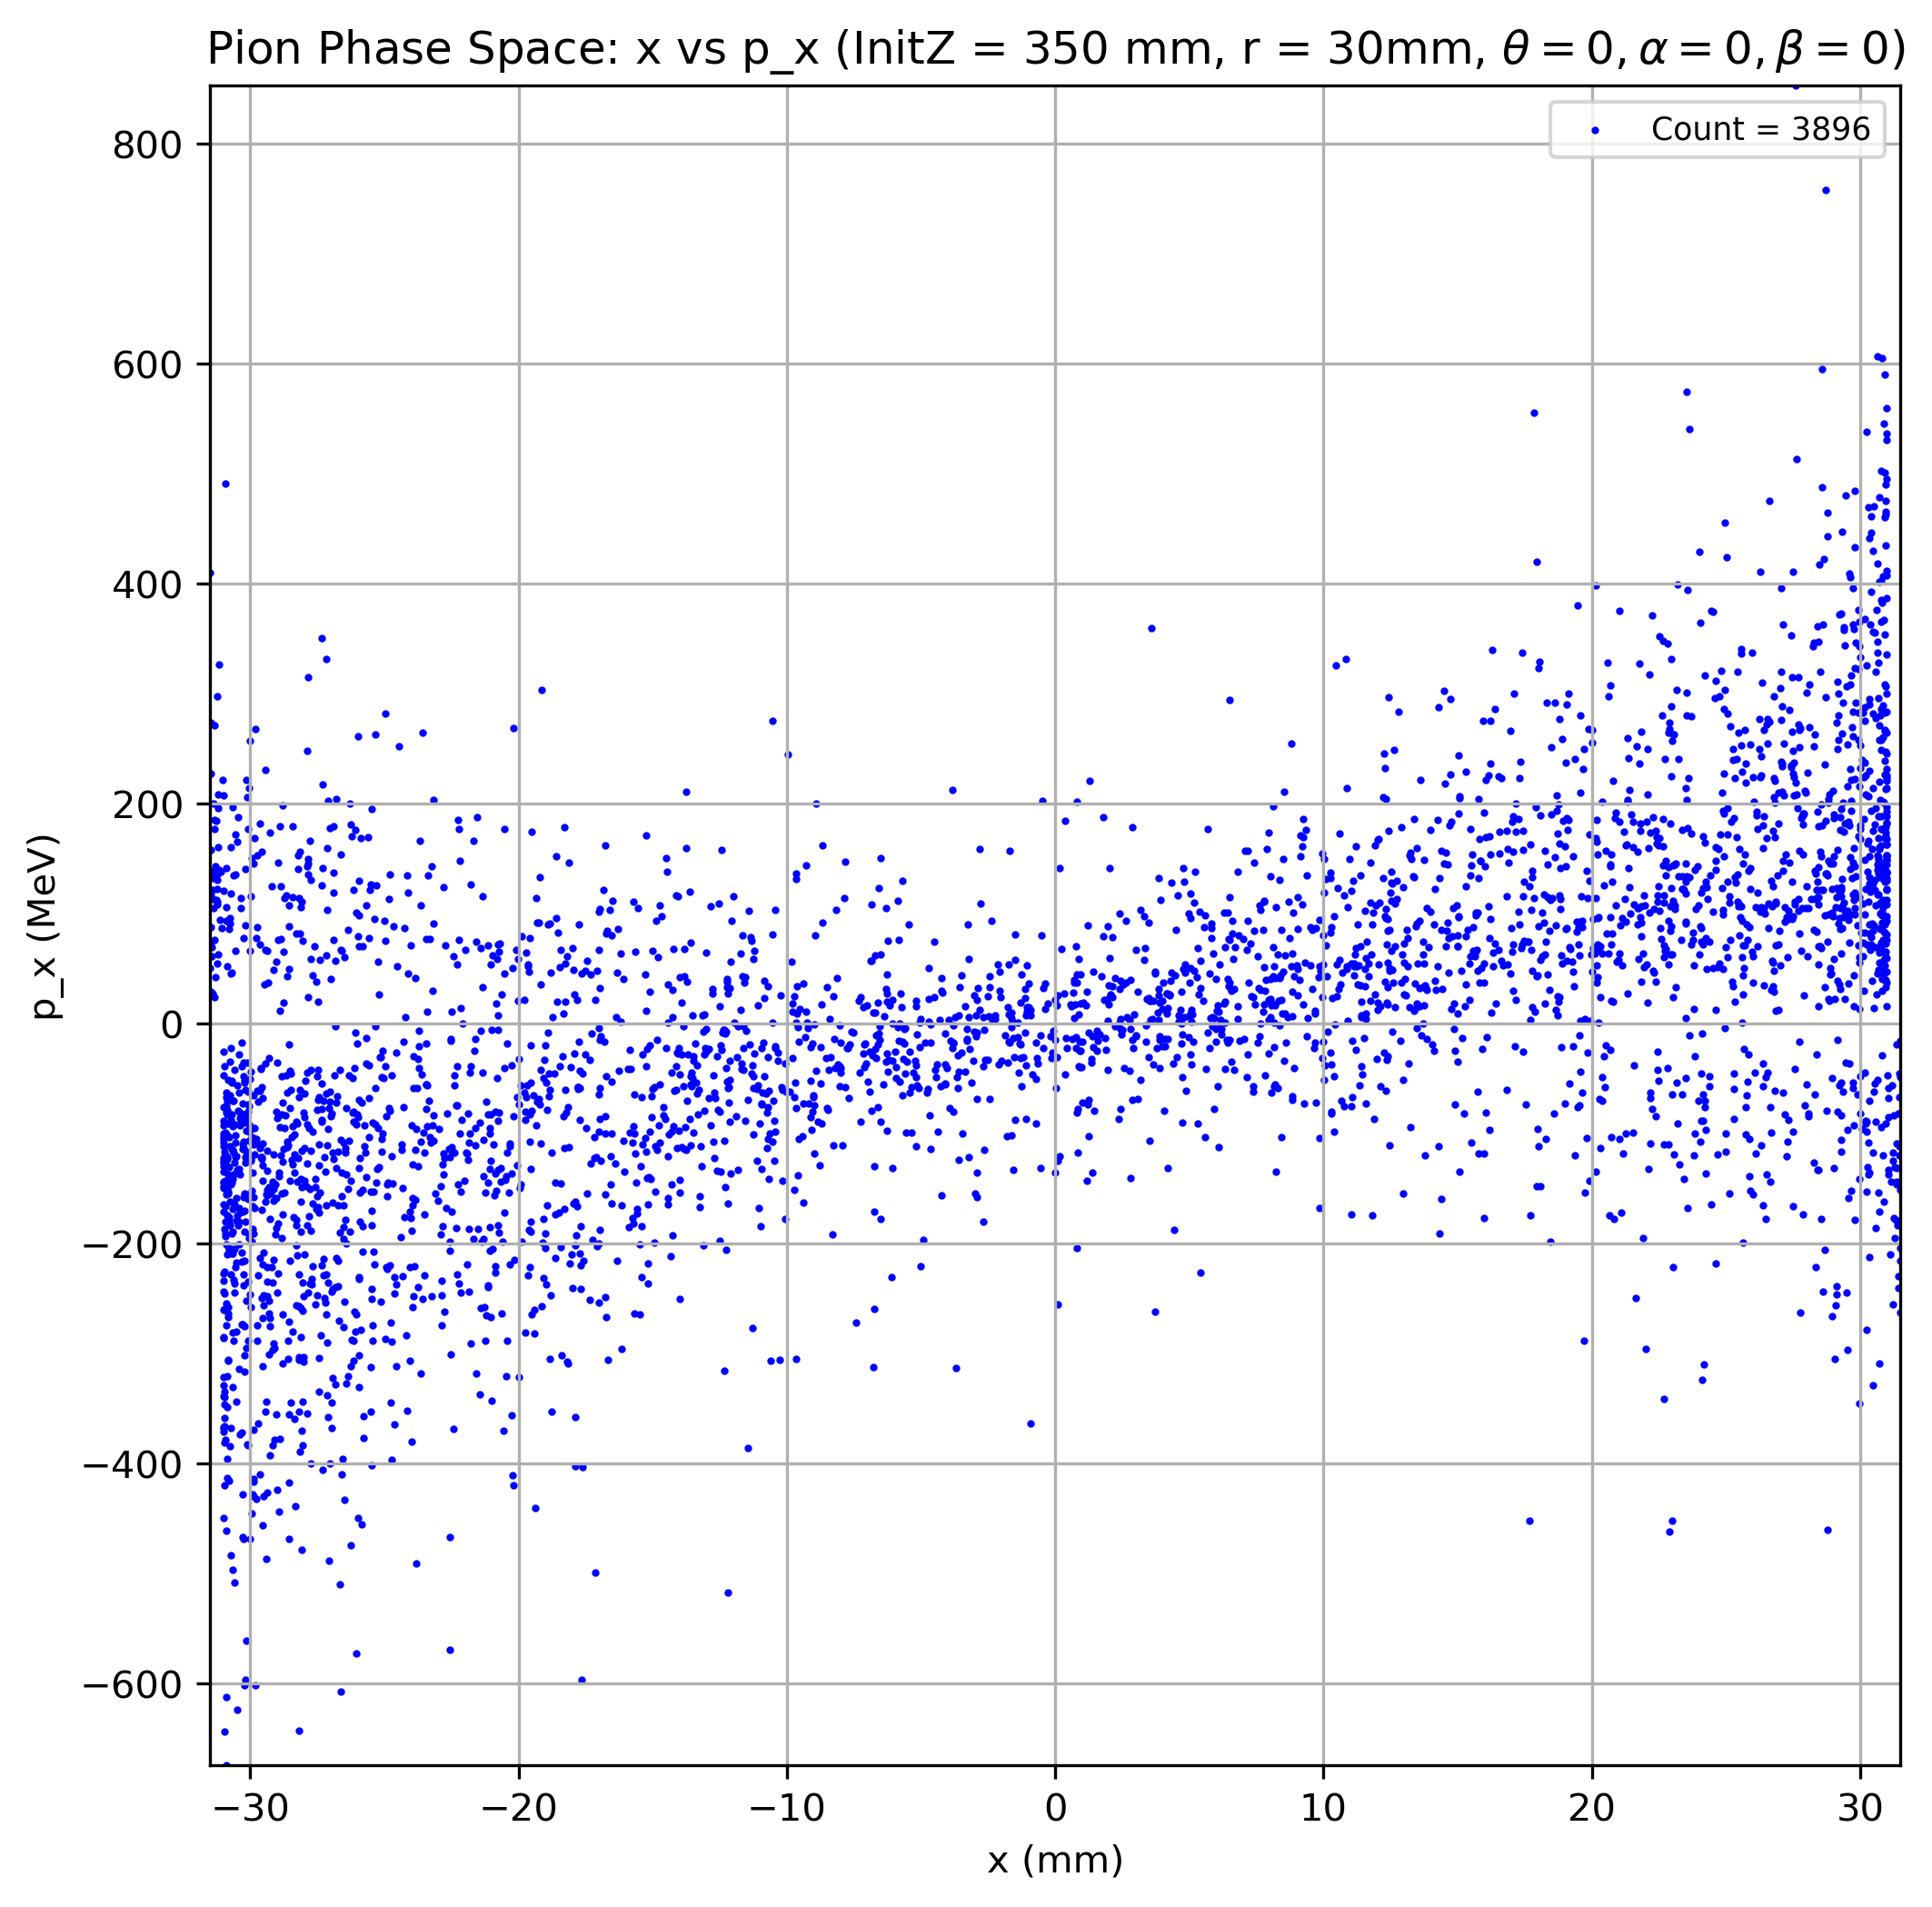 Pion Phase Space: x vs p_x (InitZ = 350 mm, r = 30mm, θ = 0, α = 0, β = 0)
Count = 3896
800
600
400
200
0
−200
−400
−600
p_x (MeV)
−30 −20 −10 0 10 20 30
x (mm)